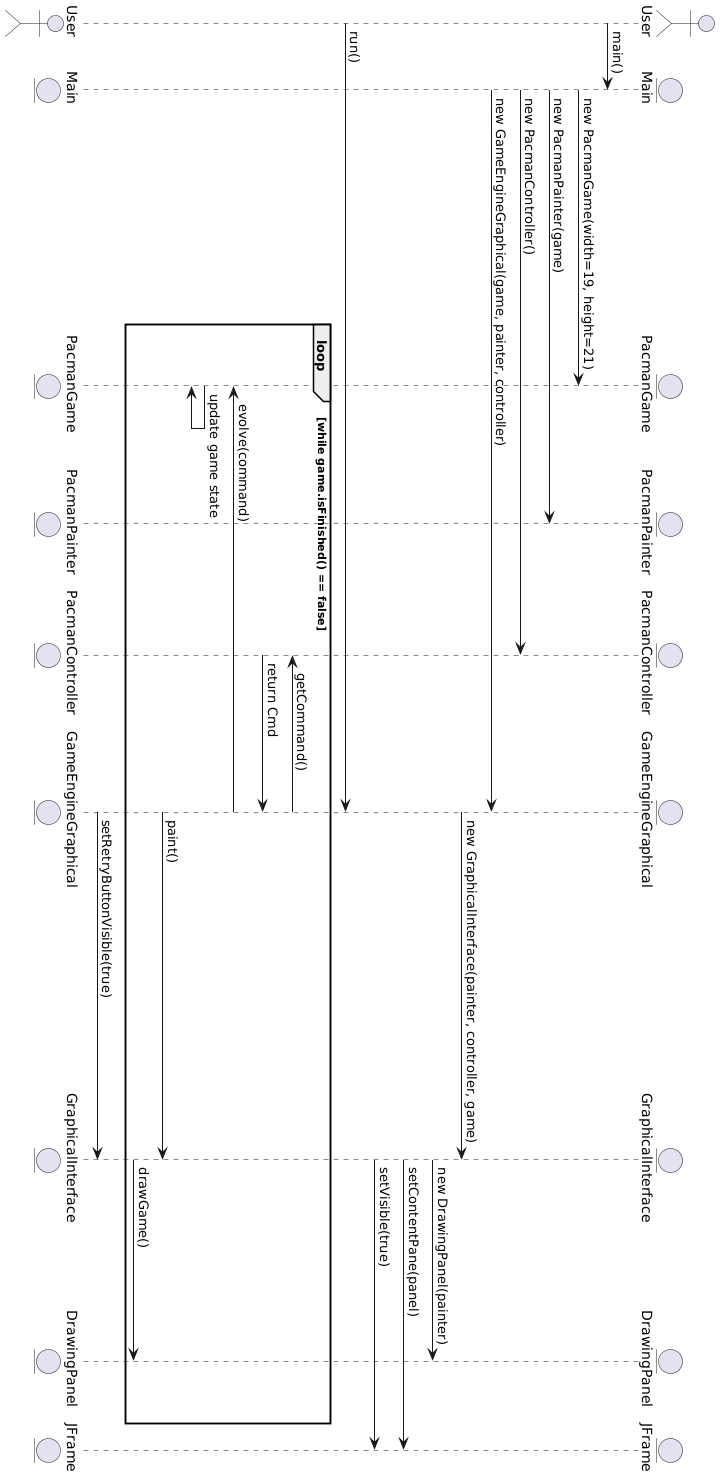 User
Main
PacmanGame
PacmanPainter
PacmanController
GameEngineGraphical
GraphicalInterface
DrawingPanel
JFrame
main()
new PacmanGame(width=19, height=21)
new PacmanPainter(game)
new PacmanController()
new GameEngineGraphical(game, painter, controller)
new GraphicalInterface(painter, controller, game)
new DrawingPanel(painter)
setContentPane(panel)
setVisible(true)
run()
loop
[while game.isFinished() == false]
getCommand()
return Cmd
evolve(command)
update game state
paint()
drawGame()
setRetryButtonVisible(true)
User
Main
PacmanGame
PacmanPainter
PacmanController
GameEngineGraphical
GraphicalInterface
DrawingPanel
JFrame